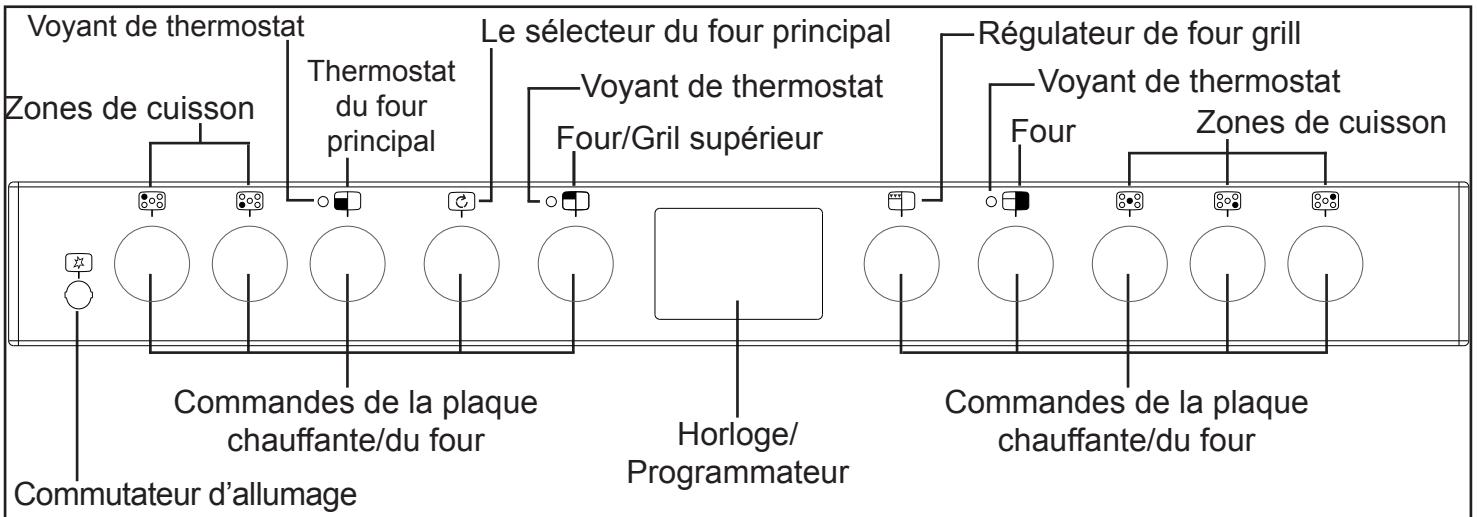 Voyant de thermostat
Le sélecteur du four principal
Régulateur de four grill
Thermostat
du four
principal
Voyant de thermostat
Voyant de thermostat
Zones de cuisson
Four/Gril supérieur
Four
Zones de cuisson
Commandes de la plaque
chauffante/du four
Horloge/
Programmateur
Commandes de la plaque
chauffante/du four
Commutateur d’allumage